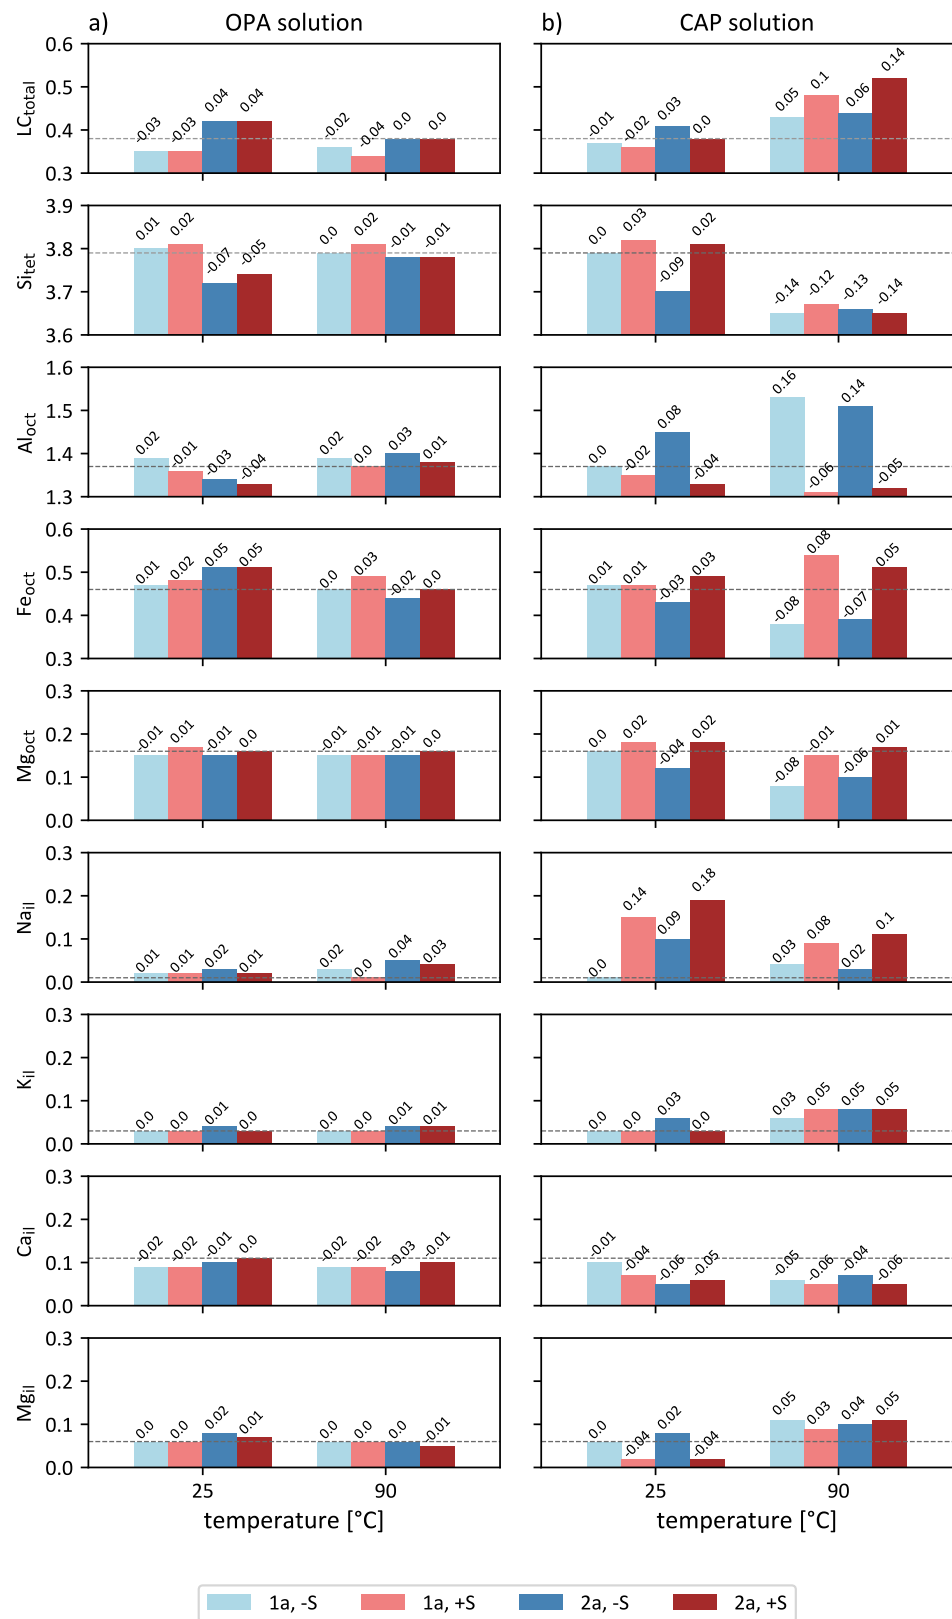 a) OPA solution b) CAP solution
0.6 0.5 0.4 0.3 LCtotal
-0.03 -0.03 0.04 0.04 -0.02 -0.04 0.0 0.0
-0.01 -0.02 0.03 0.0 0.05 0.1 0.06 0.14
3.9 3.8 3.7 3.6 Sitet
0.01 0.02 -0.07 -0.05 0.0 0.02 -0.01 -0.01
0.0 0.03 -0.09 0.02 -0.14 -0.12 -0.13 -0.14
1.6 1.5 1.4 1.3 Aloct
0.02 -0.01 -0.03 -0.04 0.02 0.0 0.03 0.01
0.0 -0.02 0.08 -0.04 0.16 -0.06 0.14 -0.05
0.6 0.5 0.4 0.3 Feoct
0.01 0.02 0.05 0.05 0.0 0.03 -0.02 0.0
0.01 0.01 -0.03 0.03 -0.08 0.08 -0.07 0.05
0.3 0.2 0.1 0.0 Mgoct
-0.01 0.01 -0.01 0.0 -0.01 -0.01 -0.01 0.0
0.0 0.02 -0.04 0.02 -0.08 -0.01 -0.06 0.01
0.3 0.2 0.1 0.0 Nail
0.01 0.01 0.02 0.01 0.02 0.0 0.04 0.03
0.0 0.14 0.09 0.18 0.03 0.08 0.02 0.1
0.3 0.2 0.1 0.0 Kil
0.0 0.0 0.01 0.0 0.0 0.0 0.01 0.01
0.0 0.0 0.03 0.0 0.03 0.05 0.05 0.05
0.3 0.2 0.1 0.0 Cail
-0.02 -0.02 -0.01 0.0 -0.02 -0.02 -0.03 -0.01
-0.01 -0.04 -0.06 -0.05 -0.05 -0.06 -0.04 -0.06
0.3 0.2 0.1 0.0 Mgil
0.0 0.0 0.02 0.01 0.0 0.0 0.0 -0.01
0.0 -0.04 0.02 -0.04 0.05 0.03 0.04 0.05
25 90 25 90
temperature [°C] temperature [°C]
1a, -S 1a, +S 2a, -S 2a, +S